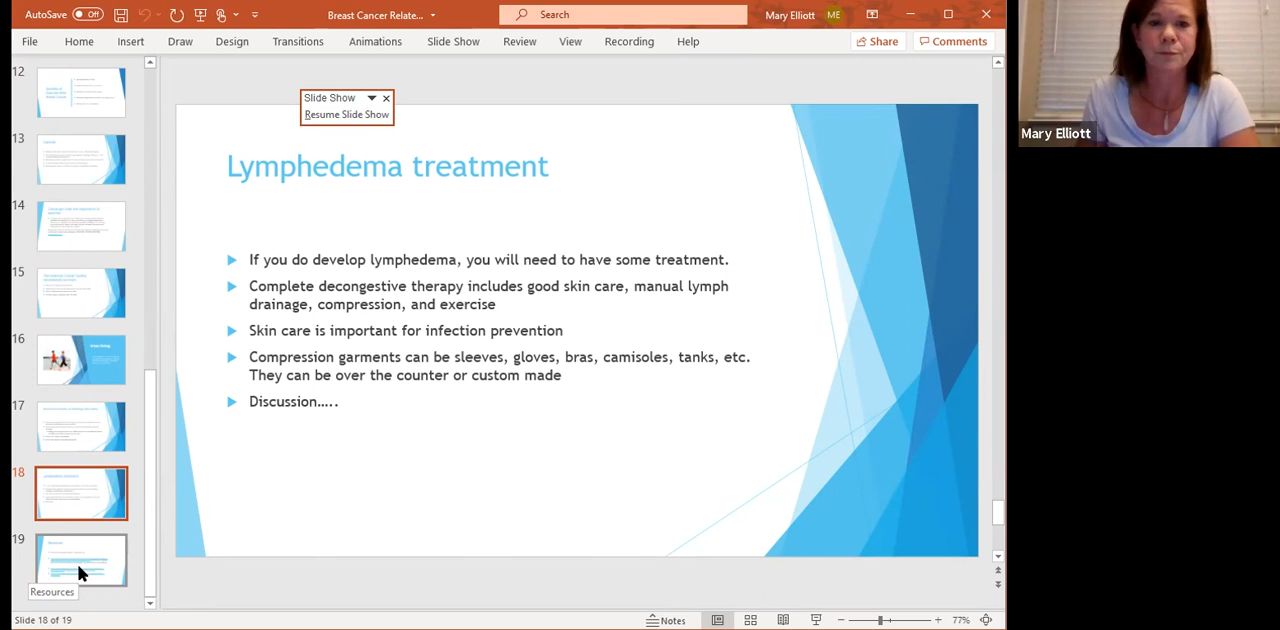 AutoSave Off
Breast Cancer Relate...
Search
Mary Elliott ME
File Home Insert Draw Design Transitions Animations Slide Show Review View Recording Help
Share Comments
12
13
14
15
16
17
18
19
Resources
Slide Show
Resume Slide Show
Lymphedema treatment
If you do develop lymphedema, you will need to have some treatment.
Complete decongestive therapy includes good skin care, manual lymph
drainage, compression, and exercise
Skin care is important for infection prevention
Compression garments can be sleeves, gloves, bras, camisoles, tanks, etc.
They can be over the counter or custom made
Discussion…..
Mary Elliott
Slide 18 of 19
Notes
77%